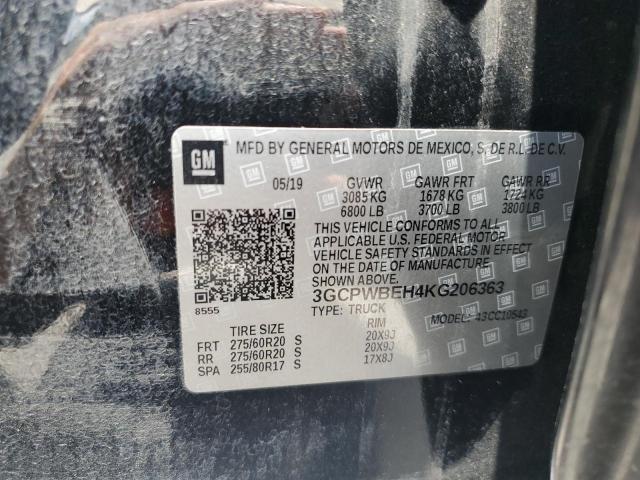 GM
MFD BY GENERAL MOTORS DE MEXICO, S. DE R.L. DE C.V.
05/19 GVWR GAWR FRT GAWR RR
3085 KG 1678 KG 1724 KG
6800 LB 3700 LB 3800 LB
THIS VEHICLE CONFORMS TO ALL
APPLICABLE U.S. FEDERAL MOTOR
VEHICLE SAFETY STANDARDS IN EFFECT
ON THE DATE OF MANUFACTURE
SHOWN ABOVE.
3GCPWBEH4KG206363
8555
TYPE: TRUCK MODEL: 43CC10543
TIRE SIZE RIM
FRT 275/60R20 S 20X9J
RR 275/60R20 S 20X9J
SPA 255/80R17 S 17X8J